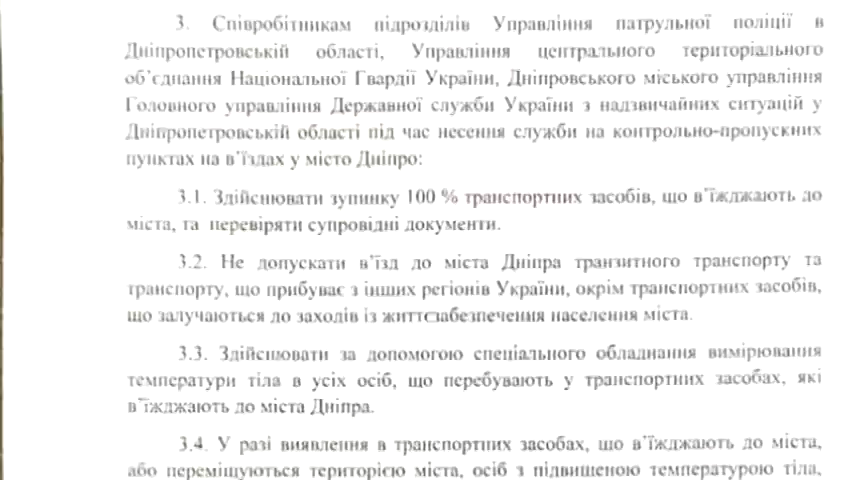 3. Співробітникам підрозділів Управління патрульної поліції в
Дніпропетровській області, Управління центрального територіального
об’єднання Національної Гвардії України, Дніпровського міського управління
Головного управління Державної служби України з надзвичайних ситуацій у
Дніпропетровській області під час несення служби на контрольно-пропускних
пунктах на в’їздах у місто Дніпро:
3.1. Здійснювати зупинку 100 % транспортних засобів, що в’їжджають до
міста, та перевіряти супровідні документи.
3.2. Не допускати в’їзд до міста Дніпра транзитного транспорту та
транспорту, що прибуває з інших регіонів України, окрім транспортних засобів,
що залучаються до заходів із життєзабезпечення населення міста.
3.3. Здійснювати за допомогою спеціального обладнання вимірювання
температури тіла в усіх осіб, що перебувають у транспортних засобах, які
в’їжджають до міста Дніпра.
3.4. У разі виявлення в транспортних засобах, що в’їжджають до міста,
або переміщуються територією міста, осіб з підвищеною температурою тіла,